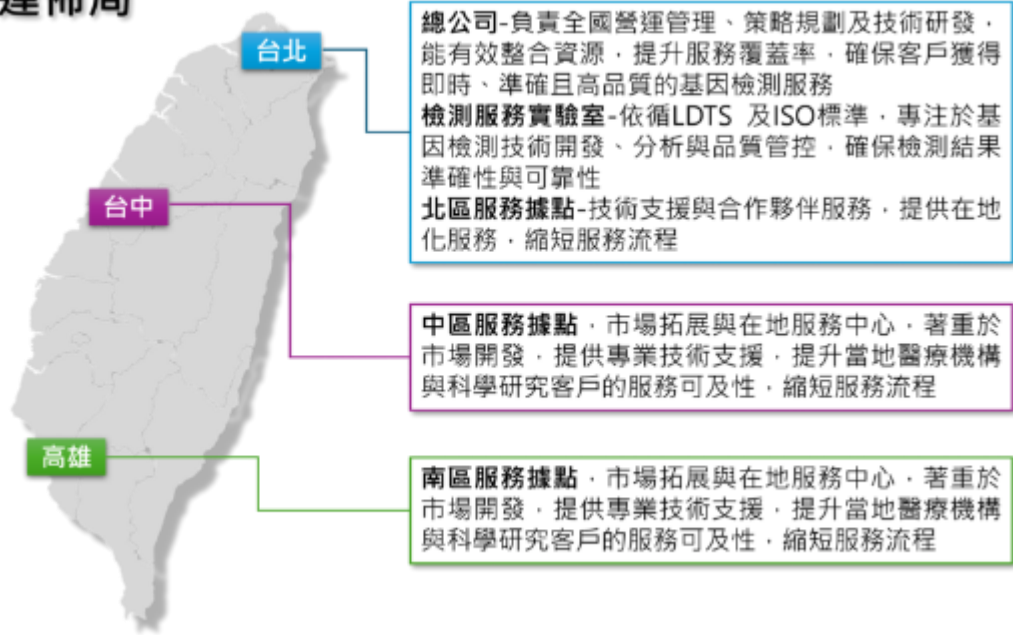 佈局
台北
總公司-負責全國營運管理、策略規劃及技術研發，
能有效整合資源，提升服務覆蓋率，確保客戶獲得
即時、準確且高品質的基因檢測服務
檢測服務實驗室-依循LDTS 及ISO標準，專注於基
因檢測技術開發、分析與品質管控，確保檢測結果
準確性與可靠性
北區服務據點-技術支援與合作夥伴服務，提供在地
化服務，縮短服務流程
台中
中區服務據點，市場拓展與在地服務中心，著重於
市場開發，提供專業技術支援，提升當地醫療機構
與科學研究客戶的服務可及性，縮短服務流程
高雄
南區服務據點，市場拓展與在地服務中心，著重於
市場開發，提供專業技術支援，提升當地醫療機構
與科學研究客戶的服務可及性，縮短服務流程